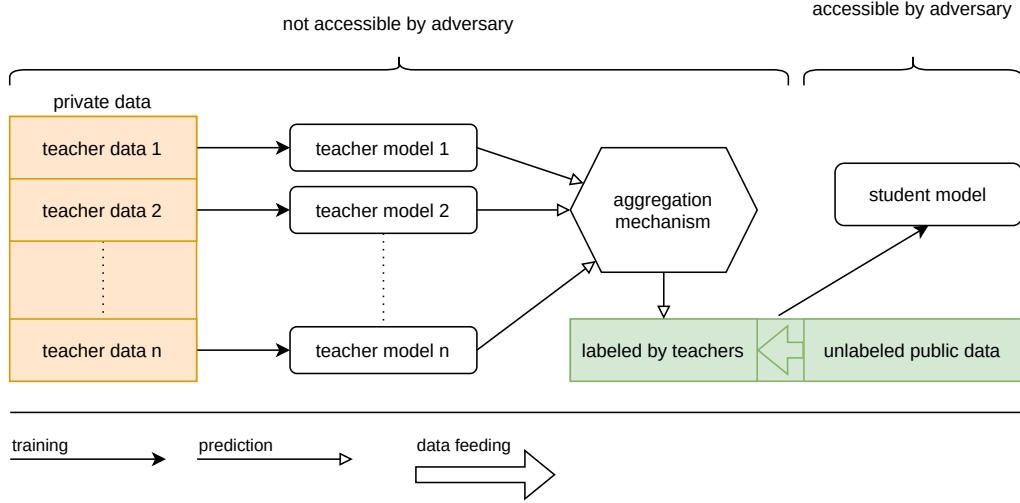 accessible by adversary
not accessible by adversary
private data
teacher data 1
teacher model 1
teacher data 2
teacher model 2
aggregation
mechanism
student model
teacher data n
teacher model n
labeled by teachers
unlabeled public data
training
prediction
data feeding